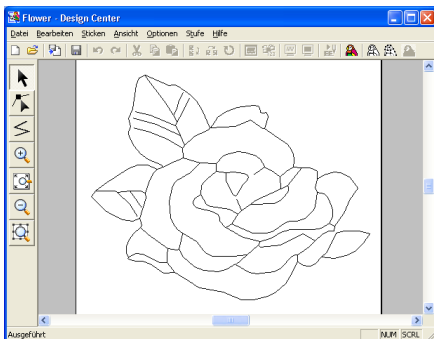 Flower - Design Center
Datei Bearbeiten Sticken Ansicht Optionen Stufe Hilfe
Ausgeführt NUM SCRL